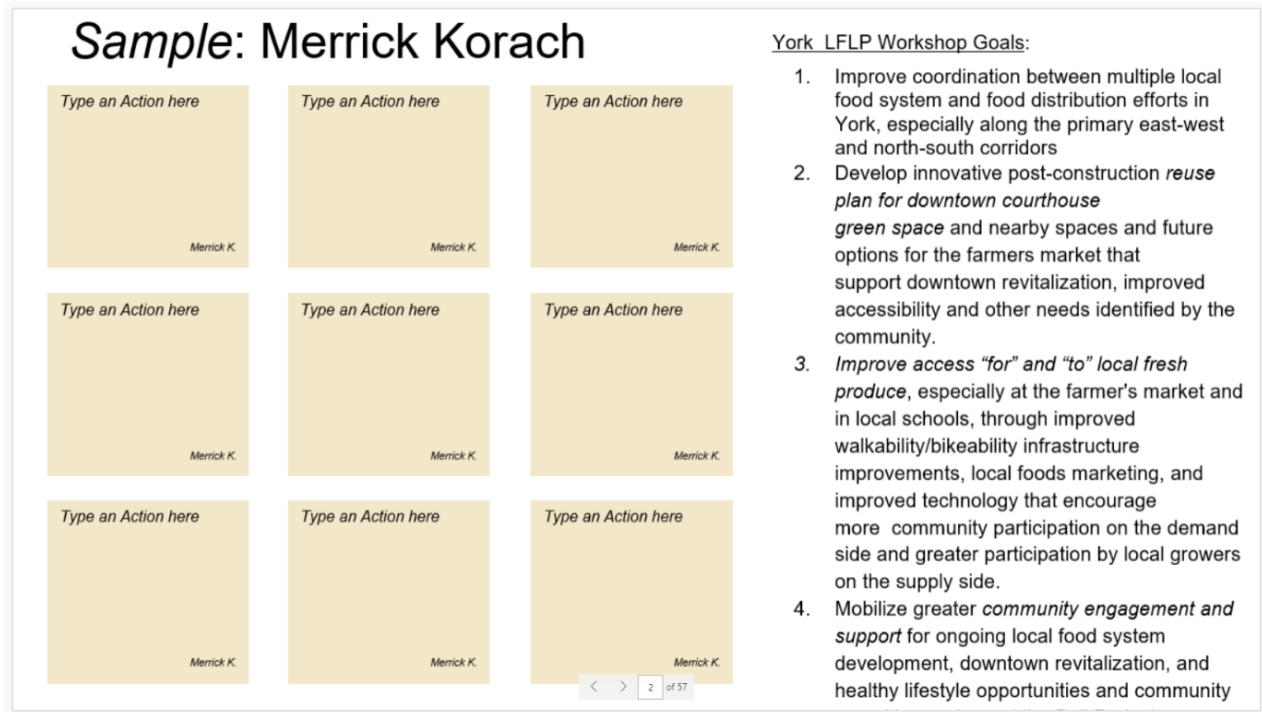 Sample: Merrick Korach
Type an Action here
Type an Action here
Type an Action here
Merrick K.
Merrick K.
Merrick K.
Type an Action here
Type an Action here
Type an Action here
Merrick K.
Merrick K.
Merrick K.
Type an Action here
Type an Action here
Type an Action here
Merrick K.
Merrick K.
Merrick K.
2 of 57
York LFLP Workshop Goals:
1. Improve coordination between multiple local
food system and food distribution efforts in
York, especially along the primary east-west
and north-south corridors
2. Develop innovative post-construction reuse
plan for downtown courthouse
green space and nearby spaces and future
options for the farmers market that
support downtown revitalization, improved
accessibility and other needs identified by the
community.
3. Improve access “for” and “to” local fresh
produce, especially at the farmer's market and
in local schools, through improved
walkability/bikeability infrastructure
improvements, local foods marketing, and
improved technology that encourage
more  community participation on the demand
side and greater participation by local growers
on the supply side.
4. Mobilize greater community engagement and
support for ongoing local food system
development, downtown revitalization, and
healthy lifestyle opportunities and community